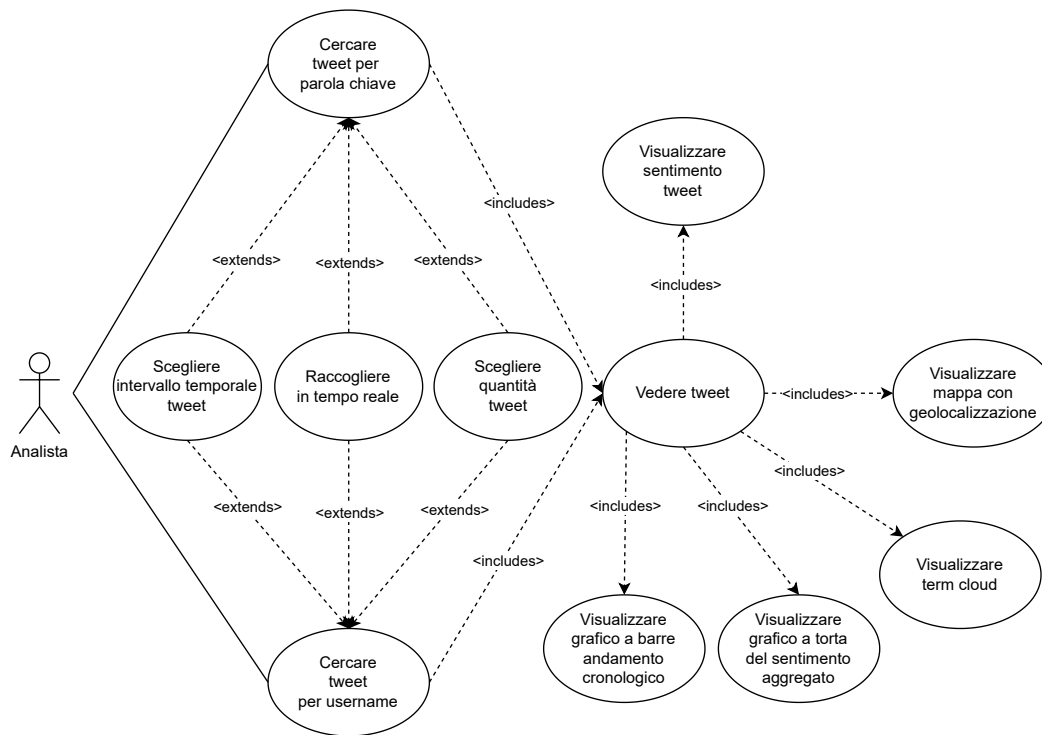 Cercare
tweet per
parola chiave
Visualizzare
sentimento
tweet
<includes>
<extends>
<extends>
<extends>
<includes>
Scegliere
intervallo temporale
tweet
Raccogliere
in tempo reale
Scegliere
quantità
tweet
Vedere tweet
<includes>
Visualizzare
mappa con
geolocalizzazione
Analista
<includes>
<extends>
<extends>
<extends>
<includes>
<includes>
<includes>
Visualizzare
term cloud
Visualizzare
grafico a barre
andamento
cronologico
Visualizzare
grafico a torta
del sentimento
aggregato
Cercare
tweet
per username